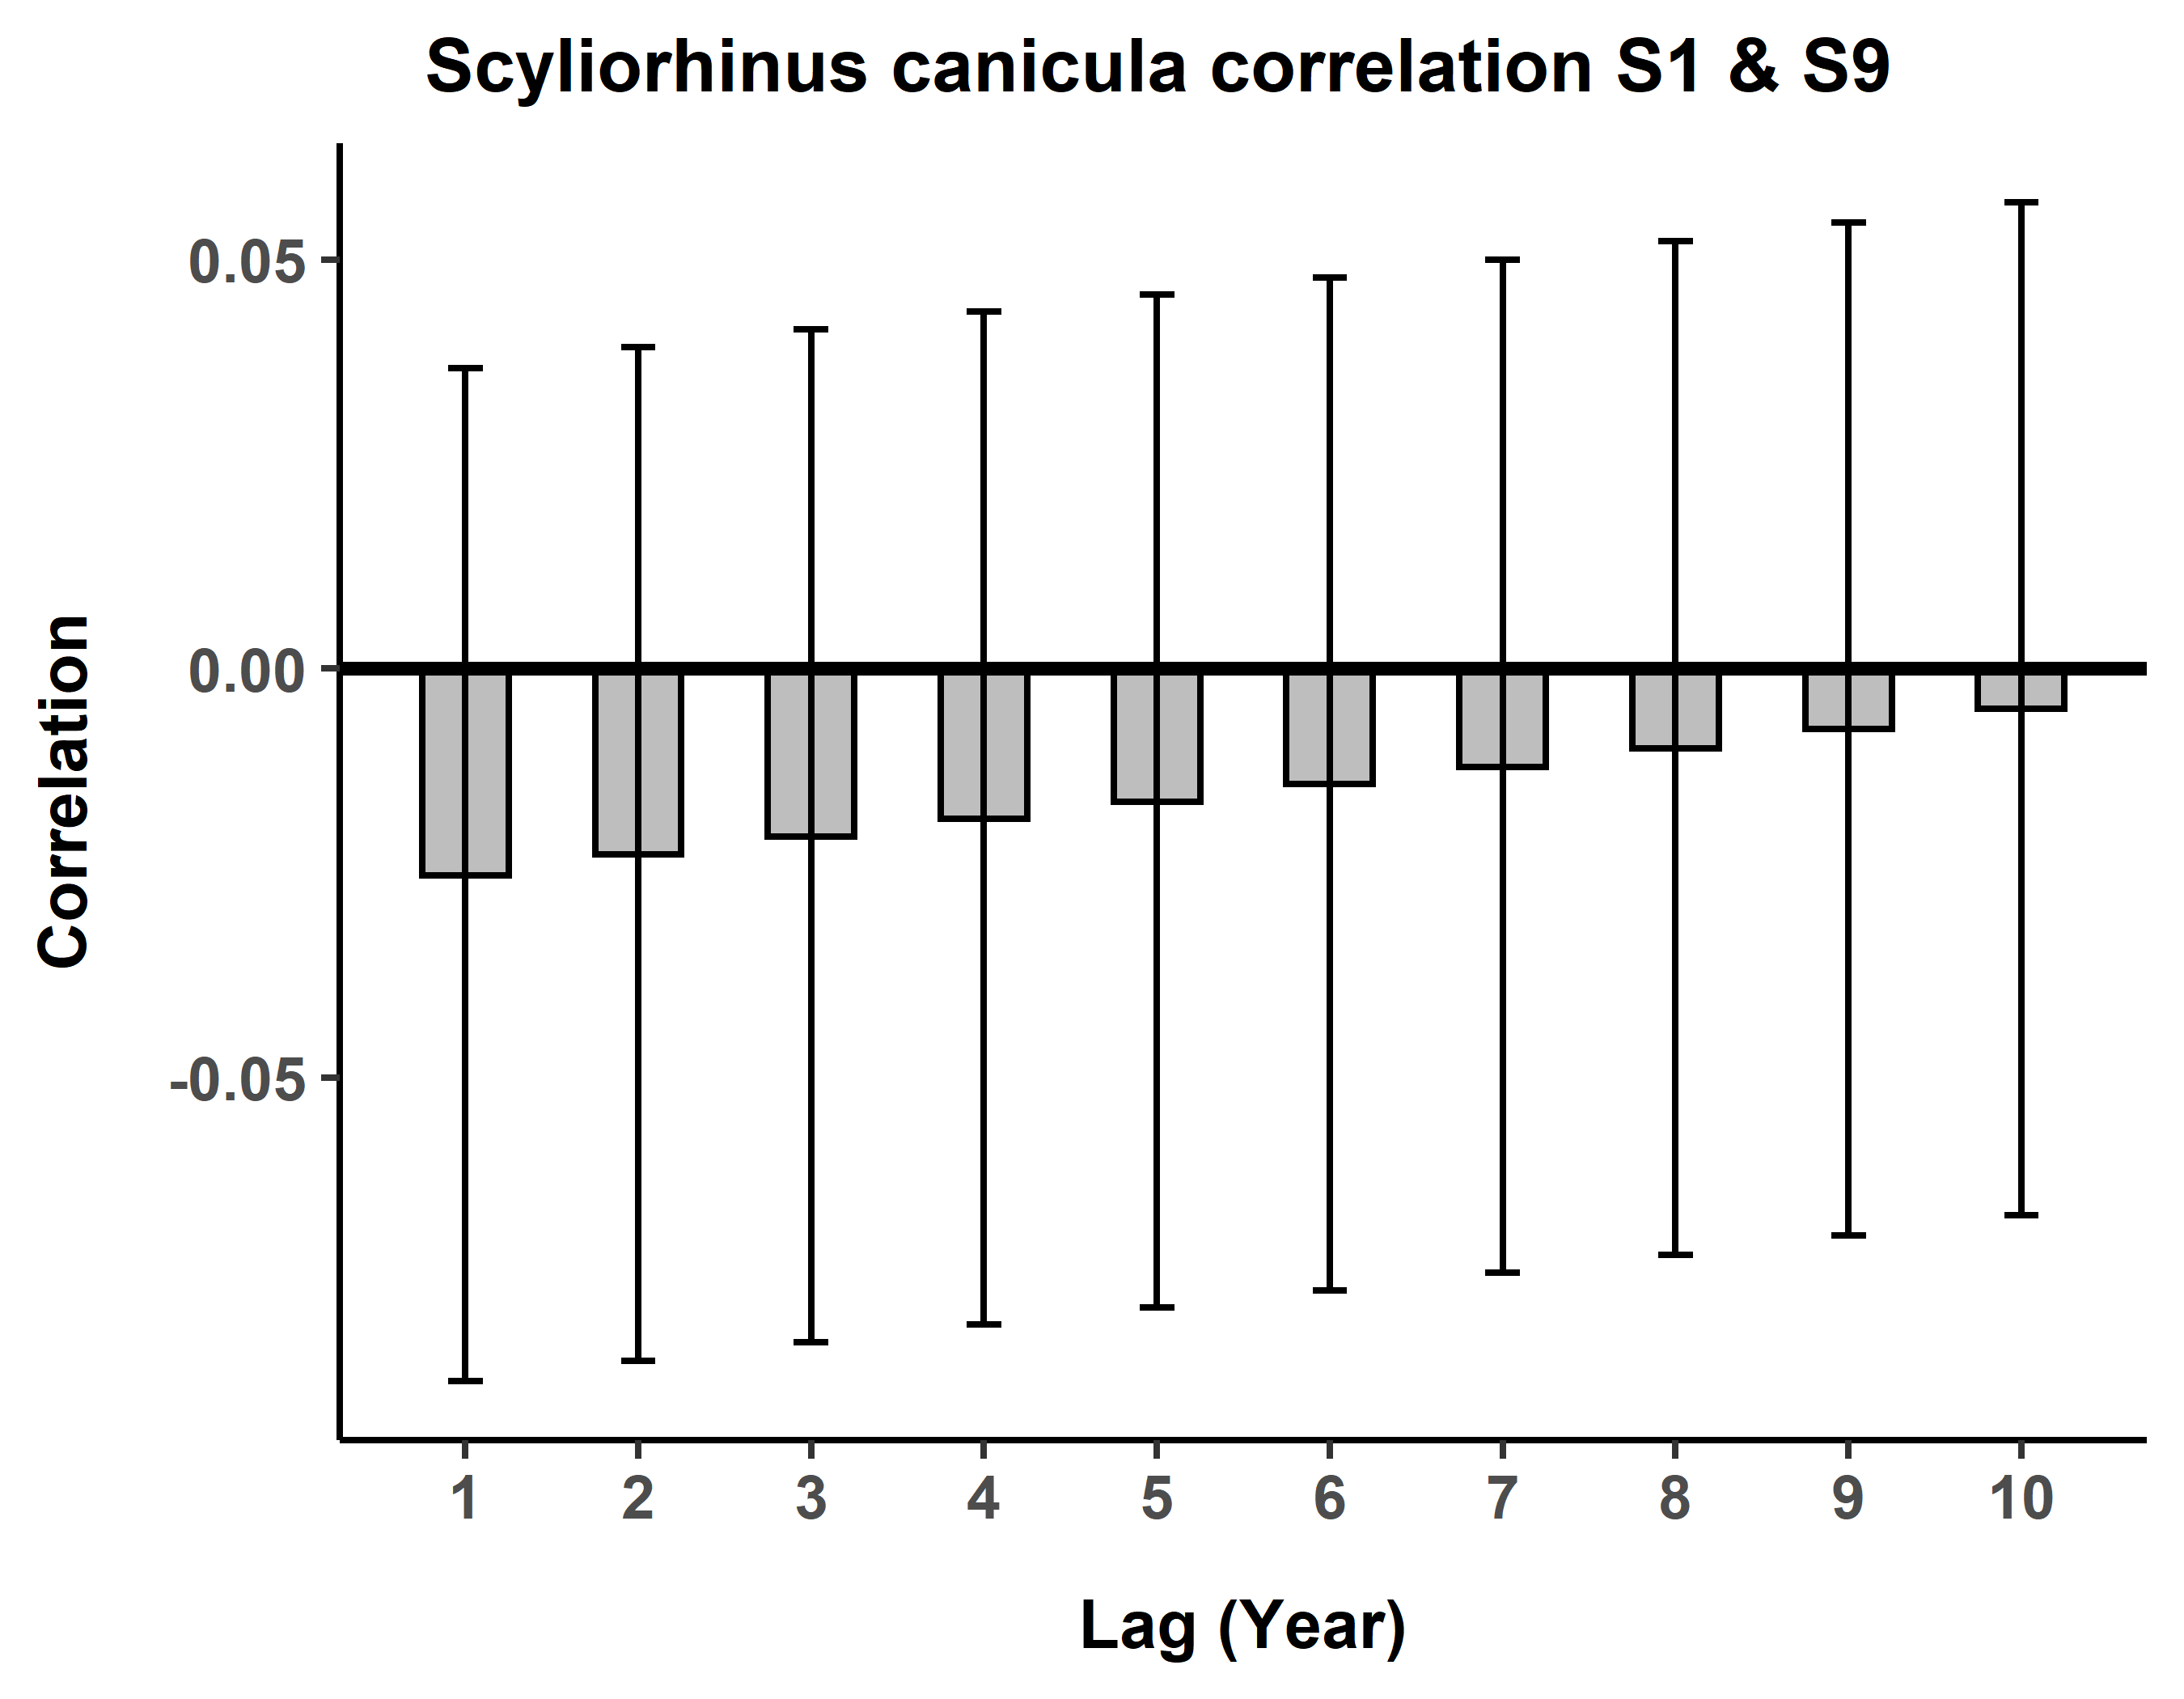 Scyliorhinus canicula correlation S1 & S9
0.05
0.00
-0.05
Correlation
1 2 3 4 5 6 7 8 9 10
Lag (Year)